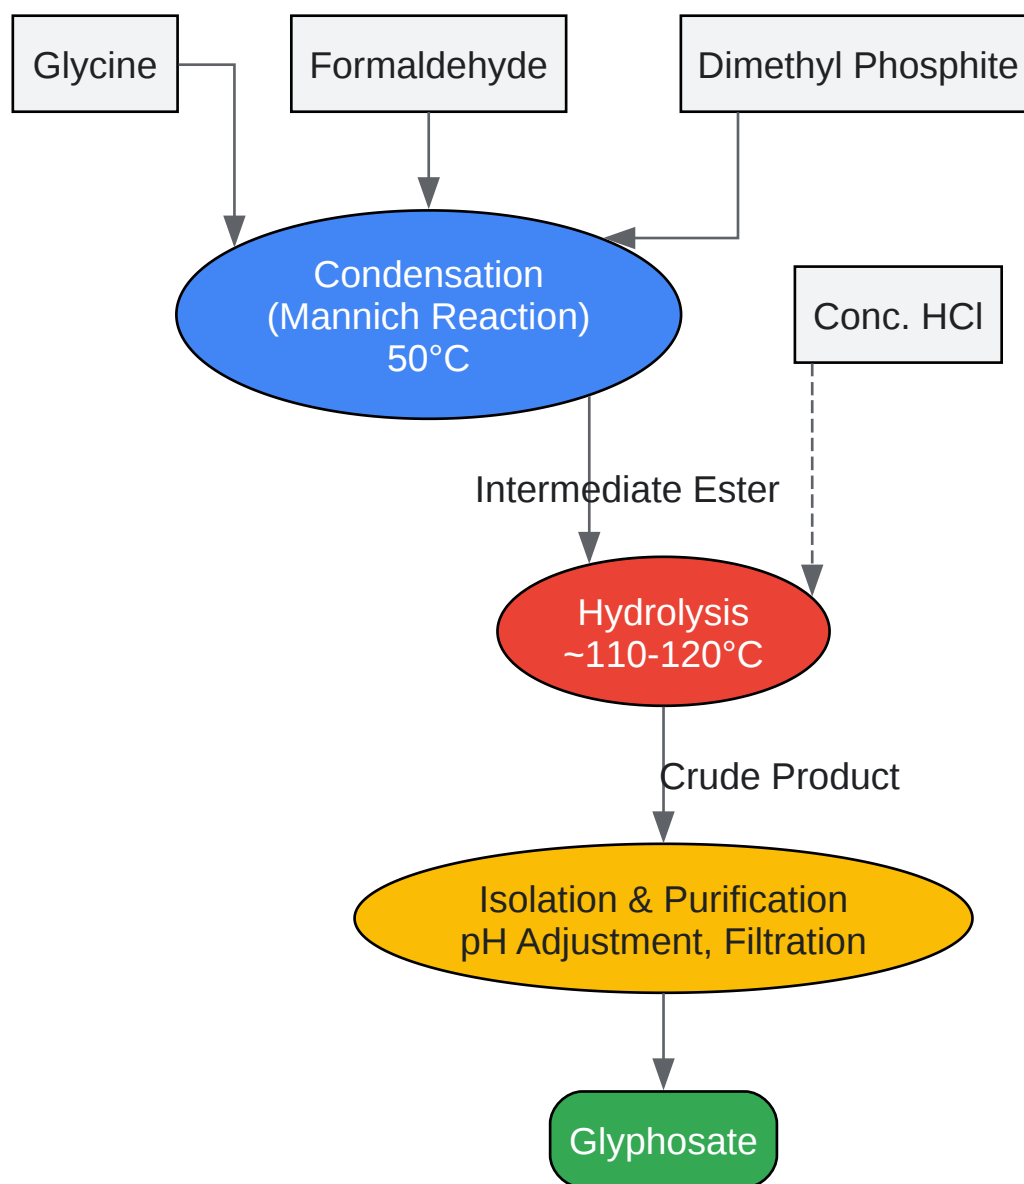 Glycine
Formaldehyde
Dimethyl Phosphite
Condensation
(Mannich Reaction)
50°C
Conc. HCl
Intermediate Ester
Hydrolysis
~110-120°C
Crude Product
Isolation & Purification
pH Adjustment, Filtration
Glyphosate